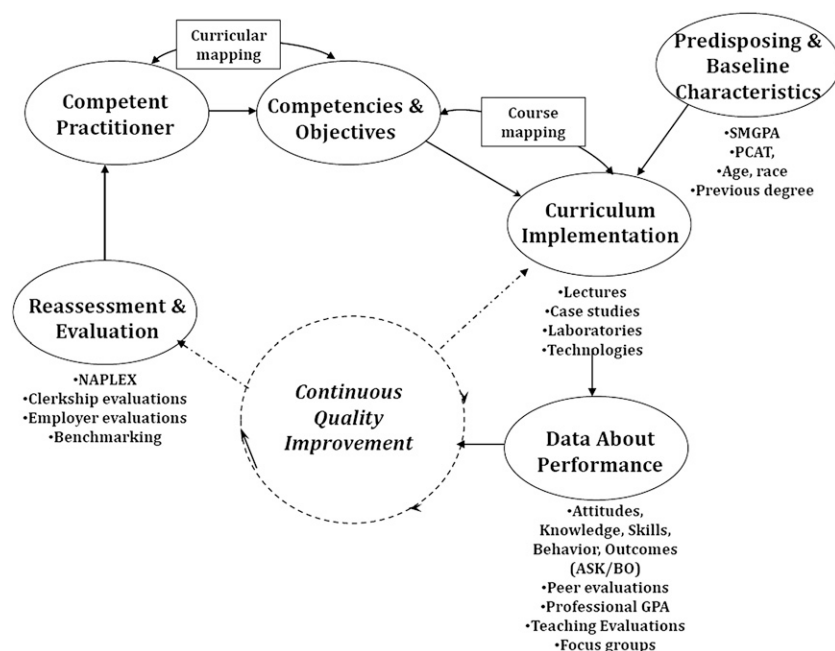 Curricular
mapping
Predisposing &
Baseline
Characteristics
•SMGPA
•PCAT,
•Age, race
•Previous degree
Competent
Practitioner
Competencies &
Objectives
Course
mapping
Curriculum
Implementation
•Lectures
•Case studies
•Laboratories
•Technologies
Reassessment &
Evaluation
•NAPLEX
•Clerkship evaluations
•Employer evaluations
•Benchmarking
Continuous
Quality
Improvement
Data About
Performance
•Attitudes,
Knowledge, Skills,
Behavior, Outcomes
(ASK/BO)
•Peer evaluations
•Professional GPA
•Teaching Evaluations
•Focus groups